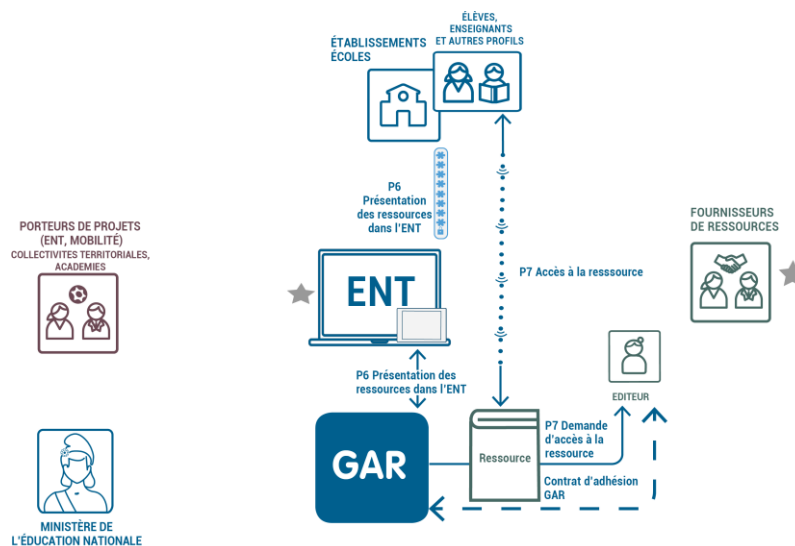 ÉLÈVES,
ENSEIGNANTS
ET AUTRES PROFILS
ÉTABLISSEMENTS
ÉCOLES
P6
Présentation
des ressources
dans l'ENT
PORTEURS DE PROJETS
(ENT, MOBILITÉ)
COLLECTIVITES TERRITORIALES,
ACADEMIES
FOURNISSEURS
DE RESSOURCES
P7 Accès à la resssource
ENT
P6 Présentation des
ressources dans l'ENT
EDITEUR
GAR
Ressource
P7 Demande
d'accès à la
ressource
Contrat d'adhésion
GAR
MINISTÈRE DE
L'ÉDUCATION NATIONALE